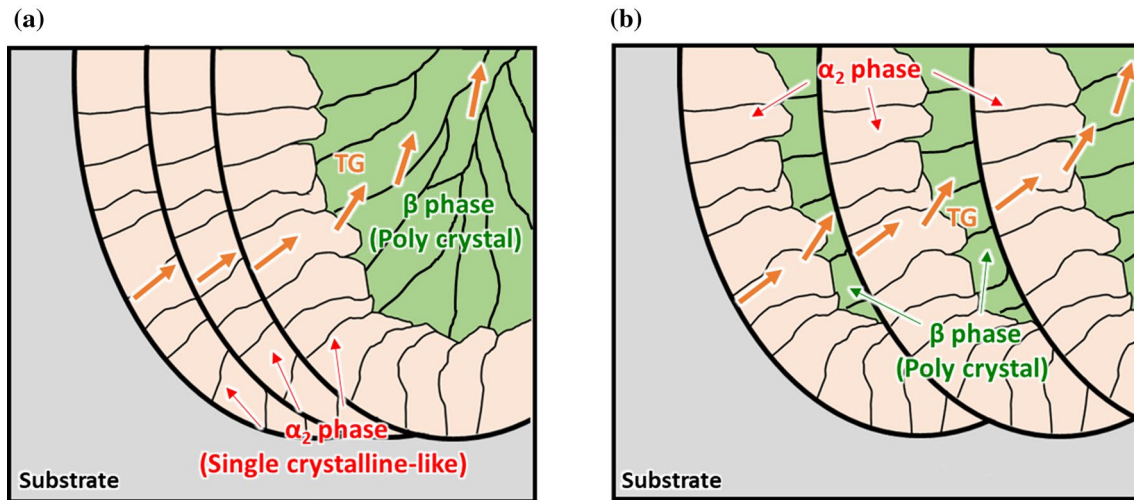 (a)
TG
β phase
(Poly crystal)
α₂ phase
(Single crystalline-like)
Substrate
(b)
α₂ phase
TG
β phase
(Poly crystal)
Substrate